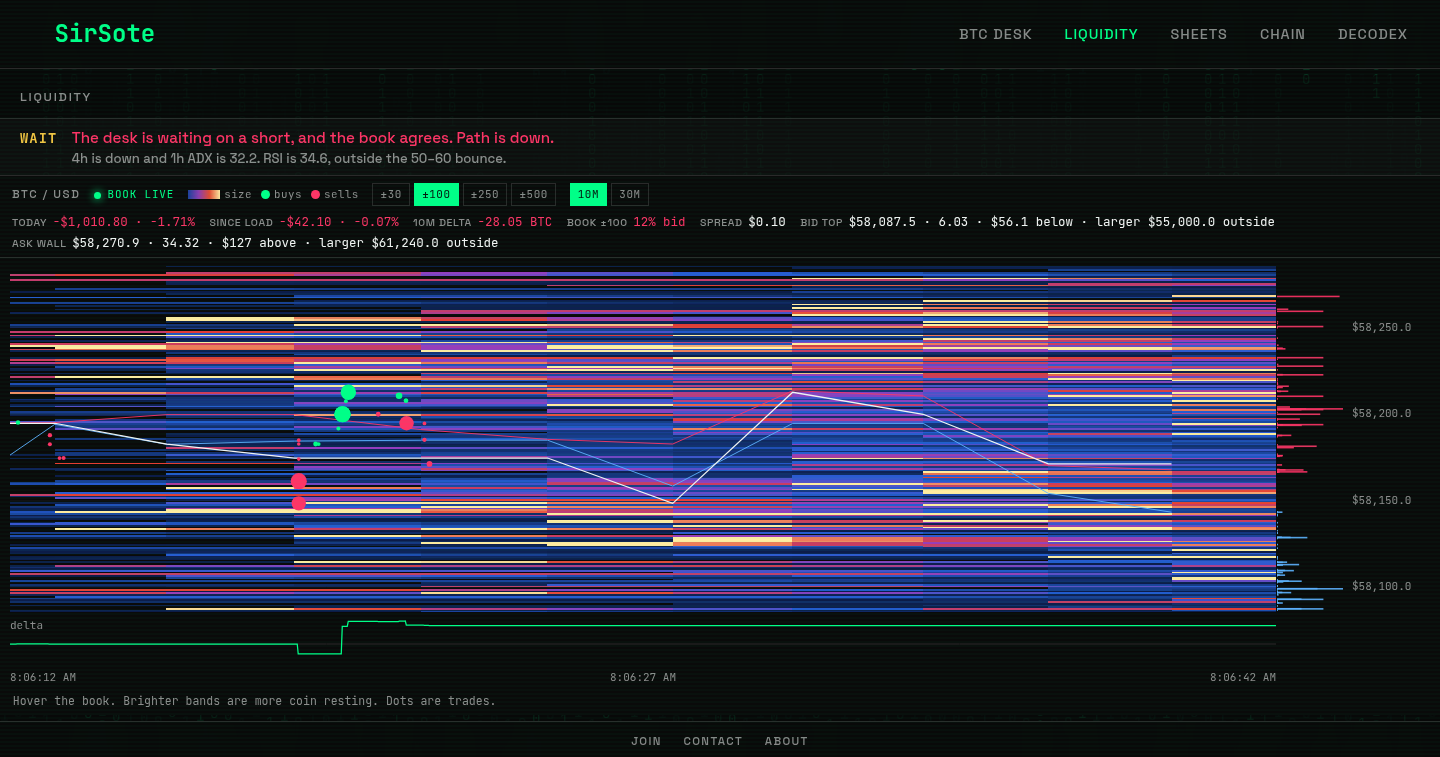 SirSote
BTC DESK LIQUIDITY SHEETS CHAIN DECODEX
LIQUIDITY
WAIT The desk is waiting on a short, and the book agrees. Path is down.
4h is down and 1h ADX is 32.2. RSI is 34.6, outside the 50–60 bounce.
BTC / USD BOOK LIVE size buys sells ±30 ±100 ±250 ±500 10M 30M
TODAY -$1,010.80 · -1.71% SINCE LOAD -$42.10 · -0.07% 10M DELTA -28.05 BTC BOOK ±100 12% bid SPREAD $0.10 BID TOP $58,087.5 · 6.03 · $56.1 below · larger $55,000.0 outside
ASK WALL $58,270.9 · 34.32 · $127 above · larger $61,240.0 outside
$58,250.0
$58,200.0
$58,150.0
$58,100.0
delta
8:06:12 AM 8:06:27 AM 8:06:42 AM
Hover the book. Brighter bands are more coin resting. Dots are trades.
JOIN CONTACT ABOUT